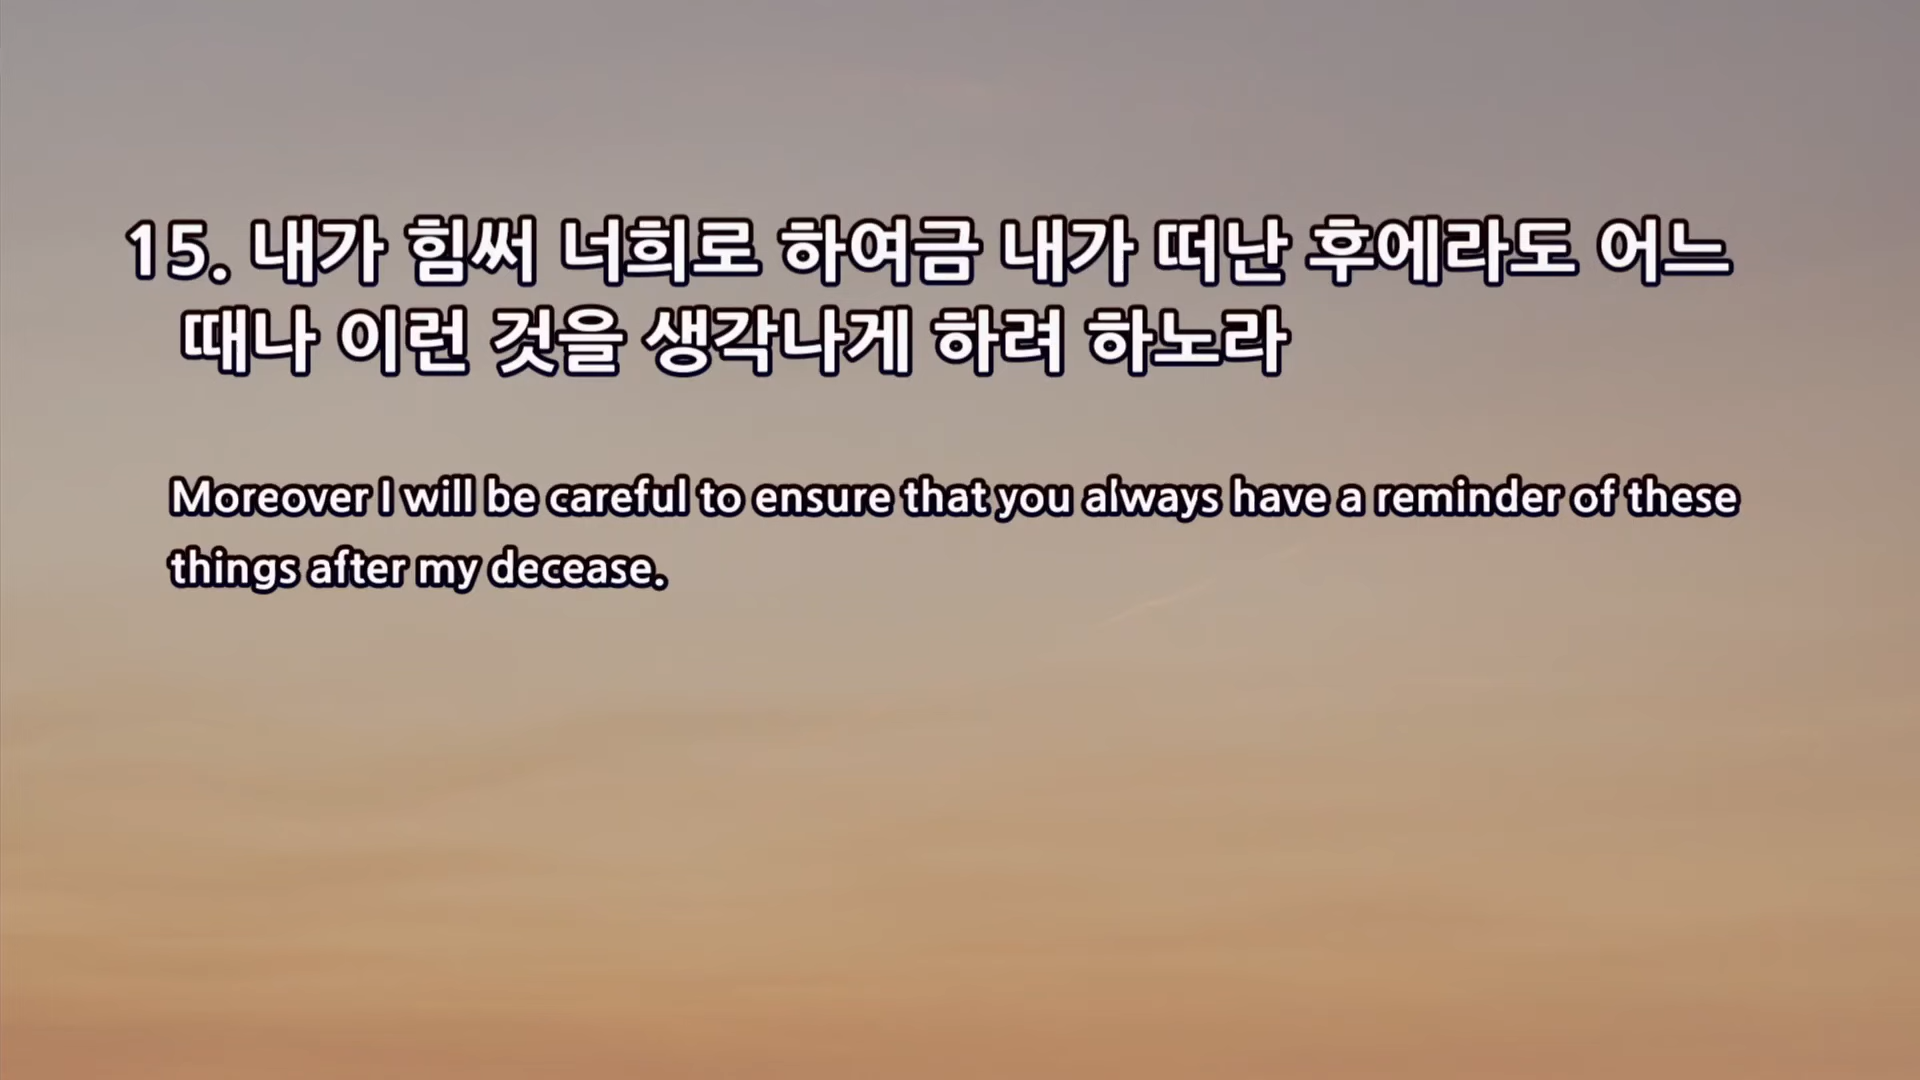 15. 내가 힘써 너희로 하여금 내가 떠난 후에라도 어느
때나 이런 것을 생각나게 하려 하노라
Moreover I will be careful to ensure that you always have a reminder of these
things after my decease.